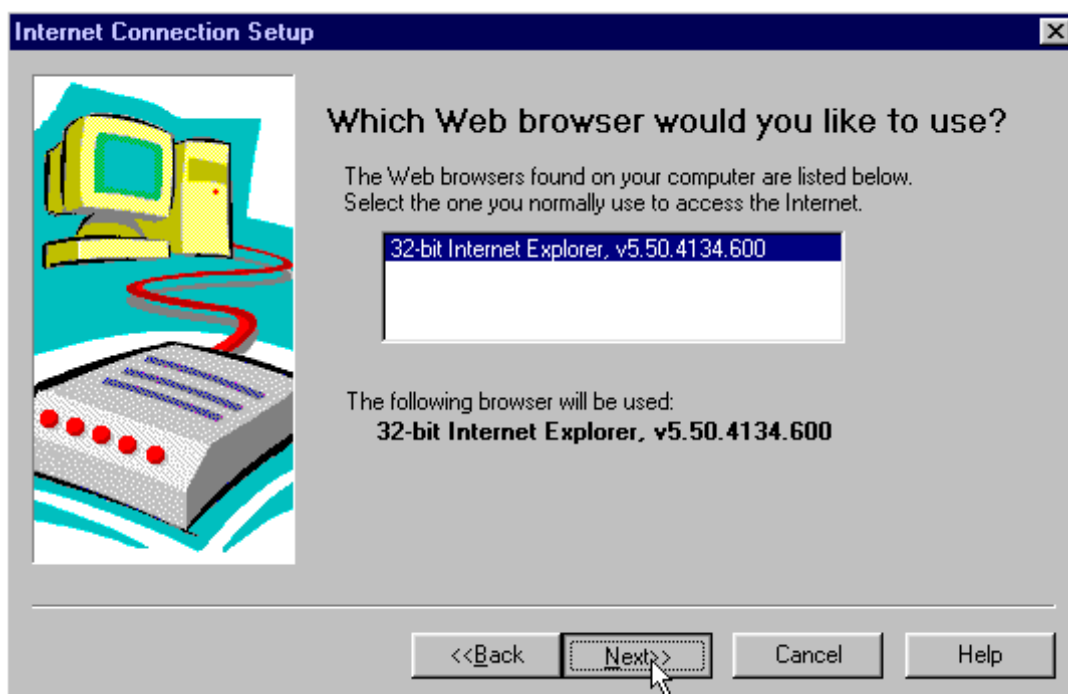 Internet Connection Setup
Which Web browser would you like to use?
The Web browsers found on your computer are listed below.
Select the one you normally use to access the Internet.
32-bit Internet Explorer, v5.50.4134.600
The following browser will be used:
32-bit Internet Explorer, v5.50.4134.600
<<Back Next>> Cancel Help